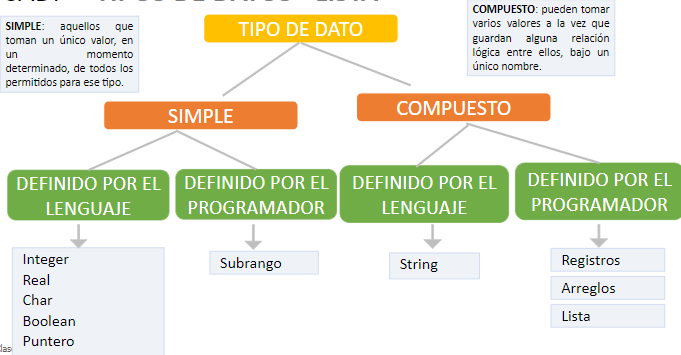 SIMPLE: aquellos que
toman un único valor, en
un momento
determinado, de todos los
permitidos para ese tipo.
TIPO DE DATO
COMPUESTO: pueden tomar
varios valores a la vez que
guardan alguna relación
lógica entre ellos, bajo un
único nombre.
SIMPLE
COMPUESTO
DEFINIDO POR EL
LENGUAJE
DEFINIDO POR EL
PROGRAMADOR
DEFINIDO POR EL
LENGUAJE
DEFINIDO POR EL
PROGRAMADOR
Integer
Real
Char
Boolean
Puntero
Subrango
String
Registros
Arreglos
Lista